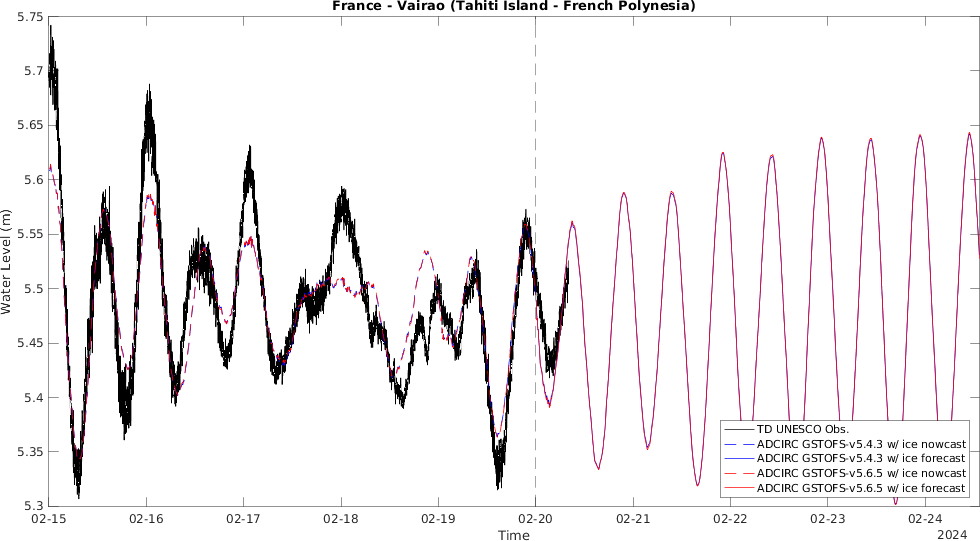 France - Vairao (Tahiti Island - French Polynesia)
5.75
5.7
5.65
5.6
5.55
5.5
5.45
5.4
5.35
5.3
Water Level (m)
TD UNESCO Obs.
ADCIRC GSTOFS-v5.4.3 w/ ice nowcast
ADCIRC GSTOFS-v5.4.3 w/ ice forecast
ADCIRC GSTOFS-v5.6.5 w/ ice nowcast
ADCIRC GSTOFS-v5.6.5 w/ ice forecast
02-15 02-16 02-17 02-18 02-19 02-20 02-21 02-22 02-23 02-24
Time
2024